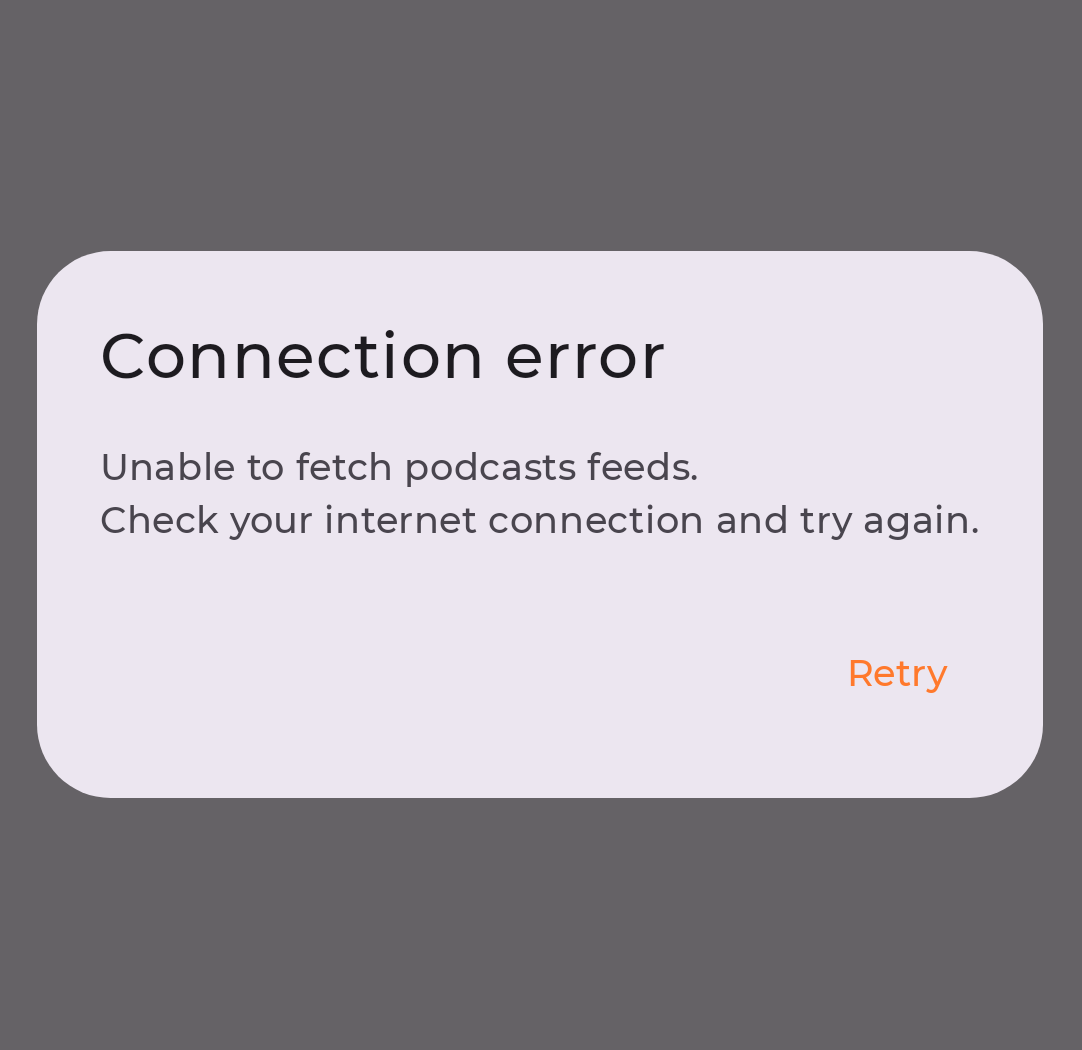 Connection error
Unable to fetch podcasts feeds.
Check your internet connection and try again.
Retry